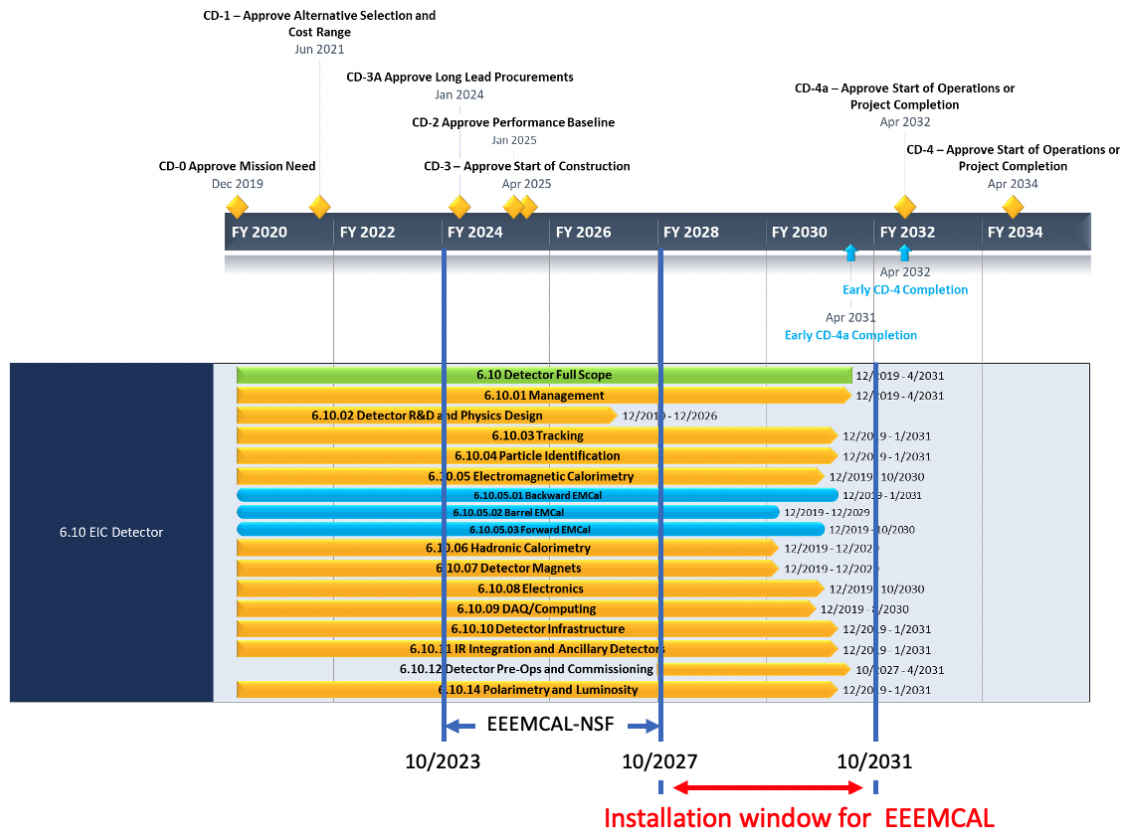 CD-1 – Approve Alternative Selection and
Cost Range
Jun 2021
CD-3A Approve Long Lead Procurements
Jan 2024
CD-4a – Approve Start of Operations or
Project Completion
Apr 2032
CD-2 Approve Performance Baseline
Jan 2025
CD-4 – Approve Start of Operations or
Project Completion
Apr 2034
CD-0 Approve Mission Need
Dec 2019
CD-3 – Approve Start of Construction
Apr 2025
FY 2020 FY 2022 FY 2024 FY 2026 FY 2028 FY 2030 FY 2032 FY 2034
Apr 2032
Early CD-4 Completion
Apr 2031
Early CD-4a Completion
6.10 EIC Detector
6.10 Detector Full Scope 12/2019 - 4/2031
6.10.01 Management 12/2019 - 4/2031
6.10.02 Detector R&D and Physics Design 12/2019 - 12/2026
6.10.03 Tracking 12/2019 - 1/2031
6.10.04 Particle Identification 12/2019 - 1/2031
6.10.05 Electromagnetic Calorimetry 12/2019 - 10/2030
6.10.05.01 Backward EMCal 12/2019 - 1/2031
6.10.05.02 Barrel EMCal 12/2019 - 12/2029
6.10.05.03 Forward EMCal 12/2019 - 10/2030
6.10.06 Hadronic Calorimetry 12/2019 - 12/2029
6.10.07 Detector Magnets 12/2019 - 12/2029
6.10.08 Electronics 12/2019 - 10/2030
6.10.09 DAQ/Computing 12/2019 - 8/2030
6.10.10 Detector Infrastructure 12/2019 - 1/2031
6.10.11 IR Integration and Ancillary Detectors 12/2019 - 1/2031
6.10.12 Detector Pre-Ops and Commissioning 10/2027 - 4/2031
6.10.14 Polarimetry and Luminosity 12/2019 - 1/2031
EEEMCAL-NSF
10/2023 10/2027 10/2031
Installation window for EEEMCAL